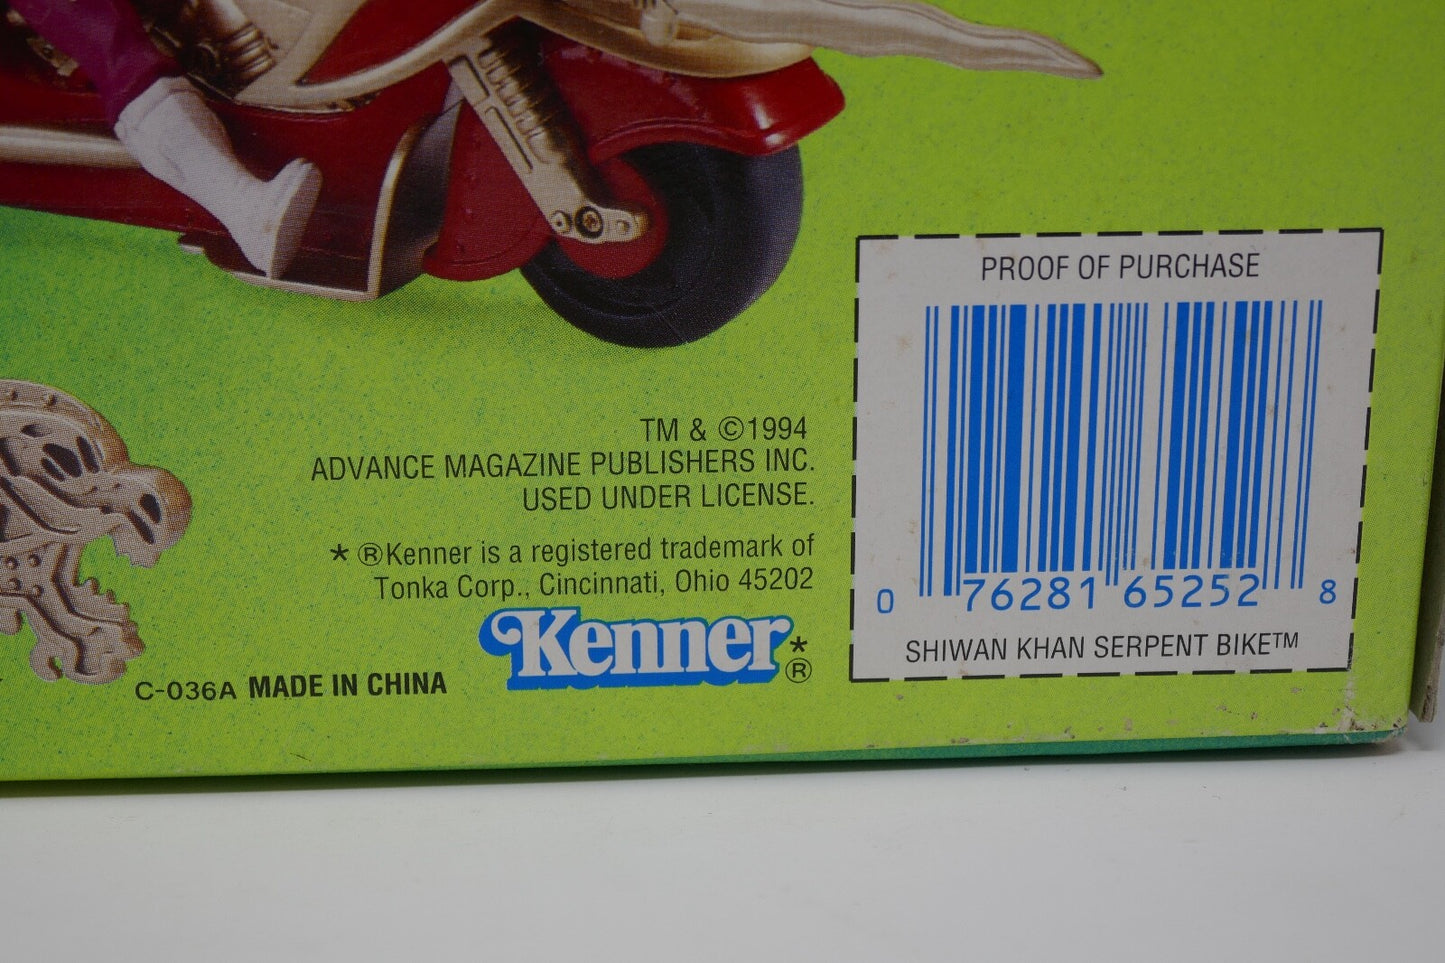 TM & ©1994
ADVANCE MAGAZINE PUBLISHERS INC.
USED UNDER LICENSE.
* ®Kenner is a registered trademark of
Tonka Corp., Cincinnati, Ohio 45202
Kenner*®
C-036A MADE IN CHINA
PROOF OF PURCHASE
0 76281 65252 8
SHIWAN KHAN SERPENT BIKE™